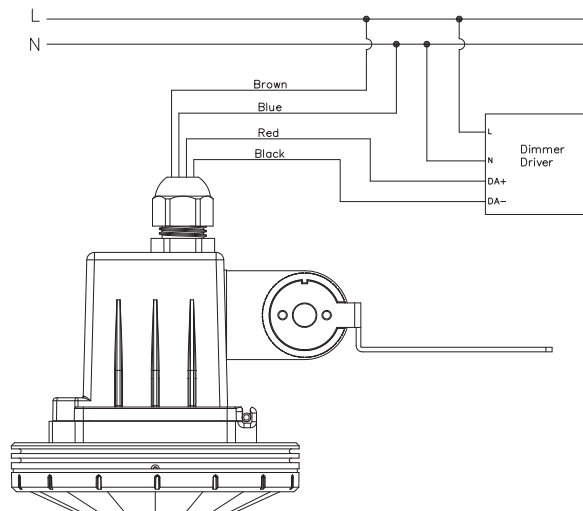 L
N
Brown
Blue
Red
Black
L
N
DA+
DA-
Dimmer
Driver